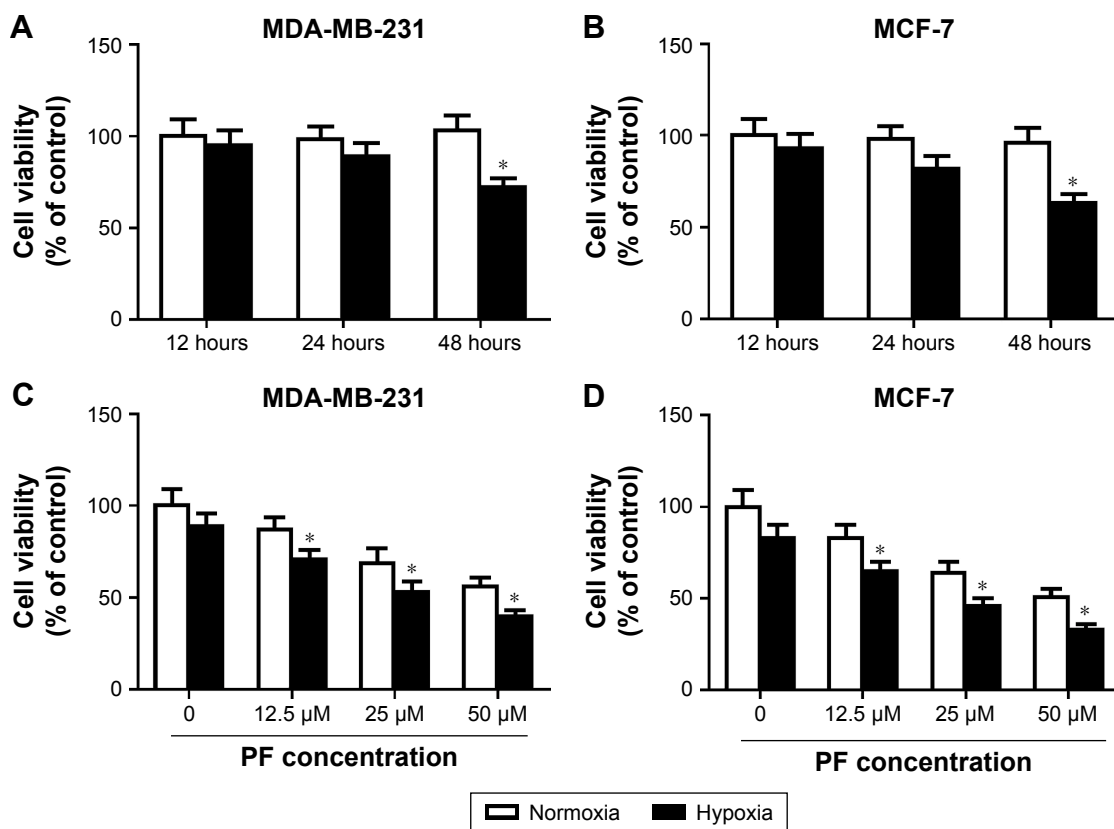 A
MDA-MB-231
Cell viability
(% of control)
150
100
50
0
12 hours
24 hours
48 hours
*
B
MCF-7
Cell viability
(% of control)
150
100
50
0
12 hours
24 hours
48 hours
*
C
MDA-MB-231
Cell viability
(% of control)
150
100
50
0
*
*
*
0
12.5 µM
25 µM
50 µM
PF concentration
D
MCF-7
Cell viability
(% of control)
150
100
50
0
*
*
*
0
12.5 µM
25 µM
50 µM
PF concentration
Normoxia
Hypoxia